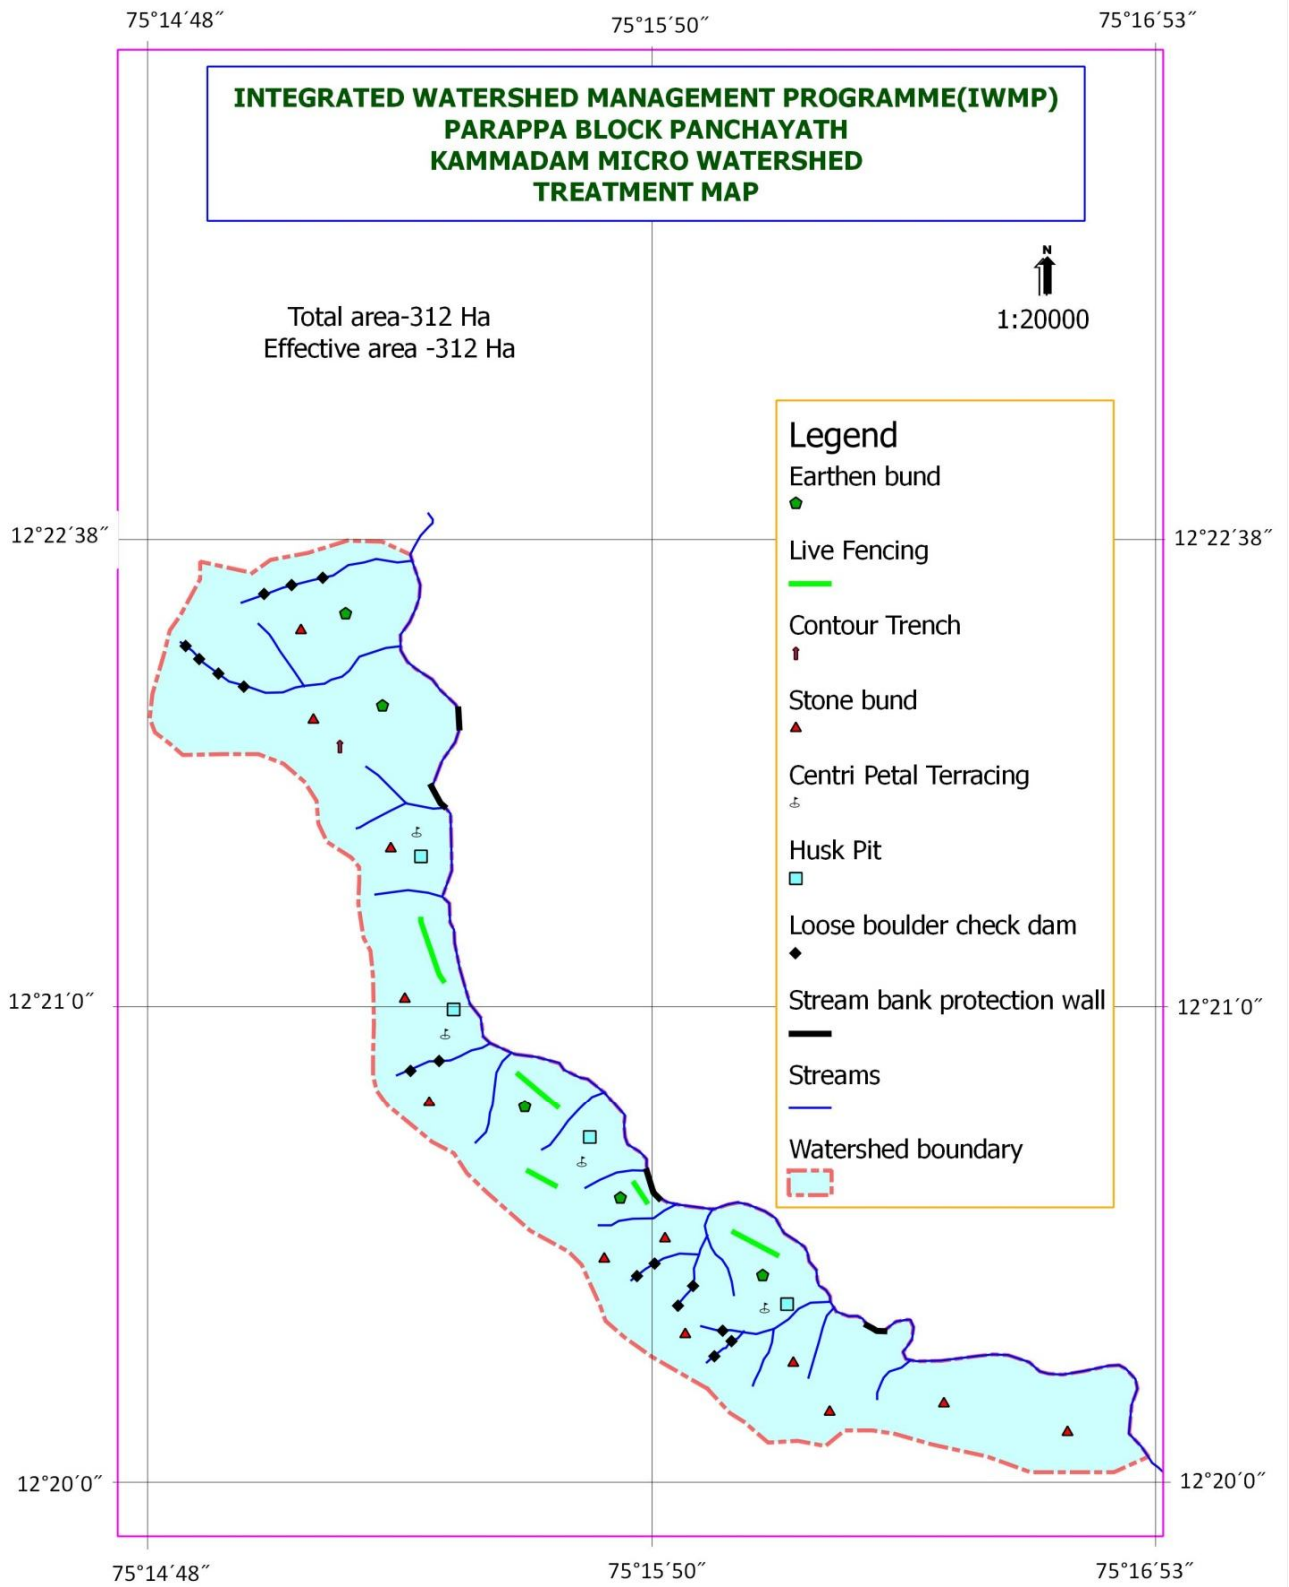 75°14′48″ 75°15′50″ 75°16′53″
INTEGRATED WATERSHED MANAGEMENT PROGRAMME(IWMP)
PARAPPA BLOCK PANCHAYATH
KAMMADAM MICRO WATERSHED
TREATMENT MAP
N
1:20000
Total area-312 Ha
Effective area -312 Ha
Legend
Earthen bund
Live Fencing
Contour Trench
Stone bund
Centri Petal Terracing
Husk Pit
Loose boulder check dam
Stream bank protection wall
Streams
Watershed boundary
12°22′38″ 12°22′38″
12°21′0″ 12°21′0″
12°20′0″ 12°20′0″
75°14′48″ 75°15′50″ 75°16′53″